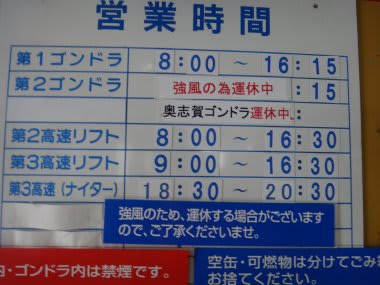 営業時間
第1ゴンドラ 8:00 ~ 16:15
第2ゴンドラ 強風の為運休中 :15
奥志賀ゴンドラ運休中 :
第2高速リフト 8:00 ~ 16:30
第3高速リフト 9:00 ~ 16:30
第3高速(ナイター) 18:30 ~ 20:30
強風のため、運休する場合がございます
ので、ご了承くださいませ。
内・ゴンドラ内は禁煙です。
空缶・可燃物は分けてごみ
お捨てください。